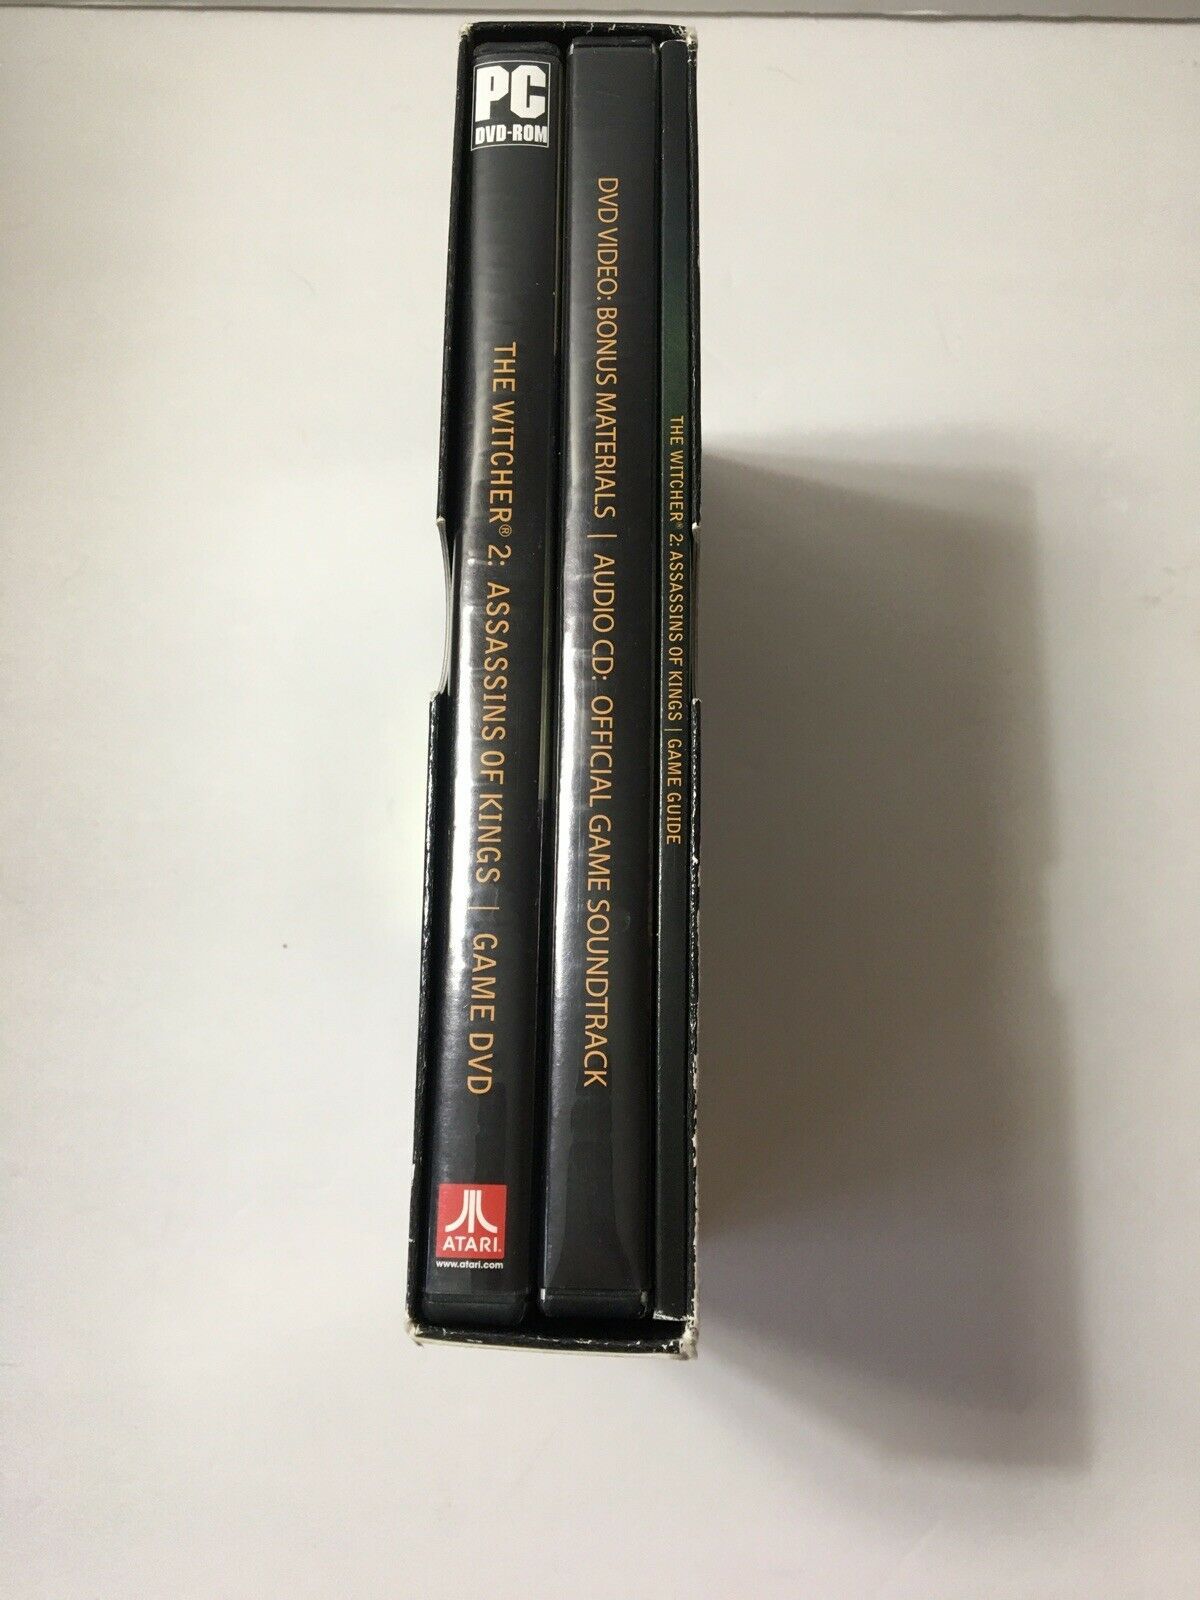 PC
DVD-ROM
THE WITCHER® 2: ASSASSINS OF KINGS | GAME DVD
ATARI
www.atari.com
DVD VIDEO: BONUS MATERIALS | AUDIO CD: OFFICIAL GAME SOUNDTRACK
THE WITCHER® 2: ASSASSINS OF KINGS | GAME GUIDE